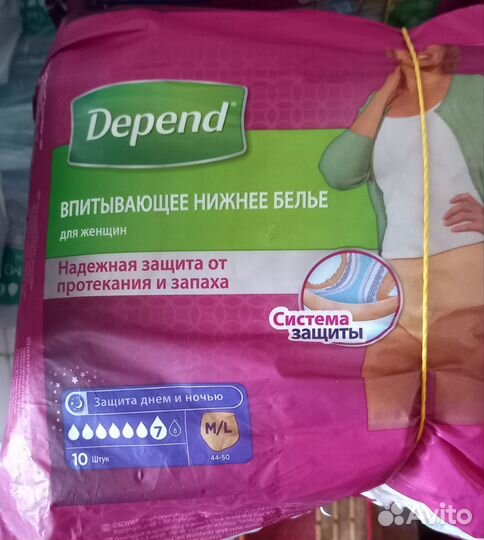 Depend
ВПИТЫВАЮЩЕЕ НИЖНЕЕ БЕЛЬЕ
для женщин
Надежная защита от
протекания и запаха
Система
защиты
Защита днем и ночью
7 8
M/L
10 Штук
44-50
Avito